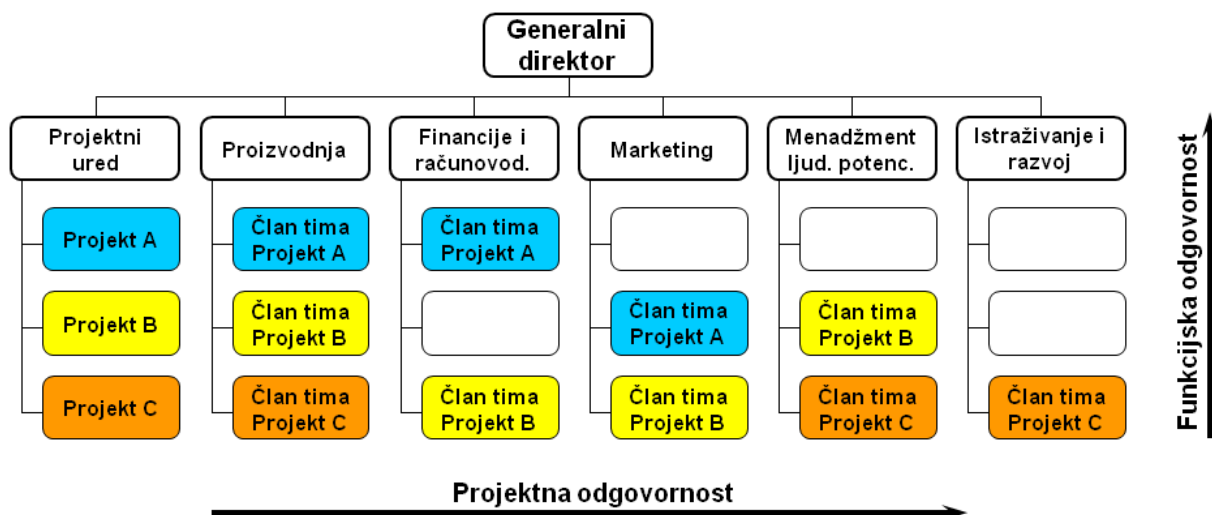 Generalni
direktor
Projektni
ured
Proizvodnja
Financije i
računovod.
Marketing
Menadžment
ljud. potenc.
Istraživanje i
razvoj
Projekt A
Član tima
Projekt A
Član tima
Projekt A
Projekt B
Član tima
Projekt B
Član tima
Projekt A
Član tima
Projekt B
Projekt C
Član tima
Projekt C
Član tima
Projekt B
Član tima
Projekt B
Član tima
Projekt C
Član tima
Projekt C
Funkcijska odgovornost
Projektna odgovornost